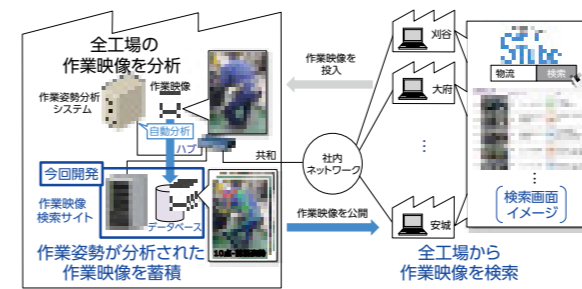 全工場の
作業映像を分析
作業姿勢分析
システム
作業映像
自動分析
ハブ
今回開発
作業映像
検索サイト
データベース
作業姿勢が分析された
作業映像を蓄積
作業映像を
投入
共和
社内
ネットワーク
作業映像を公開
刈谷
大府
安城
全工場から
作業映像を検索
STube
物流
検索
検索画面
イメージ